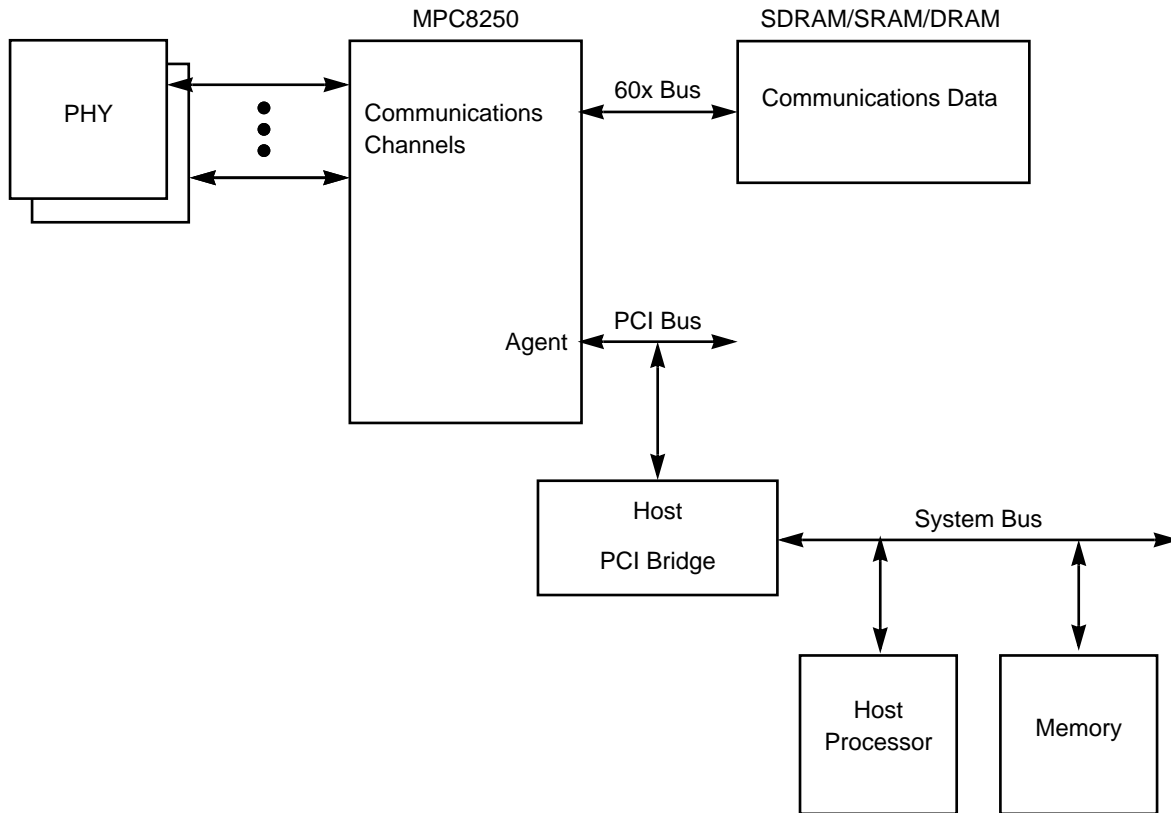 MPC8250
SDRAM/SRAM/DRAM
PHY
Communications
Channels
60x Bus
Communications Data
Agent
PCI Bus
Host
PCI Bridge
System Bus
Host
Processor
Memory